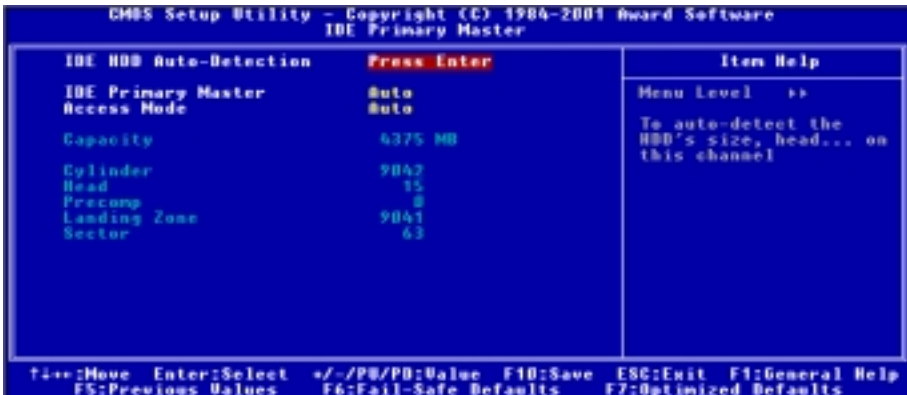 CMOS Setup Utility - Copyright (C) 1984-2001 Award Software
IDE Primary Master
IDE HDD Auto-Detection Press Enter
IDE Primary Master Auto
Access Mode Auto
Capacity 4375 MB
Cylinder 9042
Head 15
Precomp 0
Landing Zone 9041
Sector 63
Item Help
Menu Level ▸▸
To auto-detect the
HDD's size, head... on
this channel
↑↓→←:Move Enter:Select +/-/PU/PD:Value F10:Save ESC:Exit F1:General Help
F5:Previous Values F6:Fail-Safe Defaults F7:Optimized Defaults